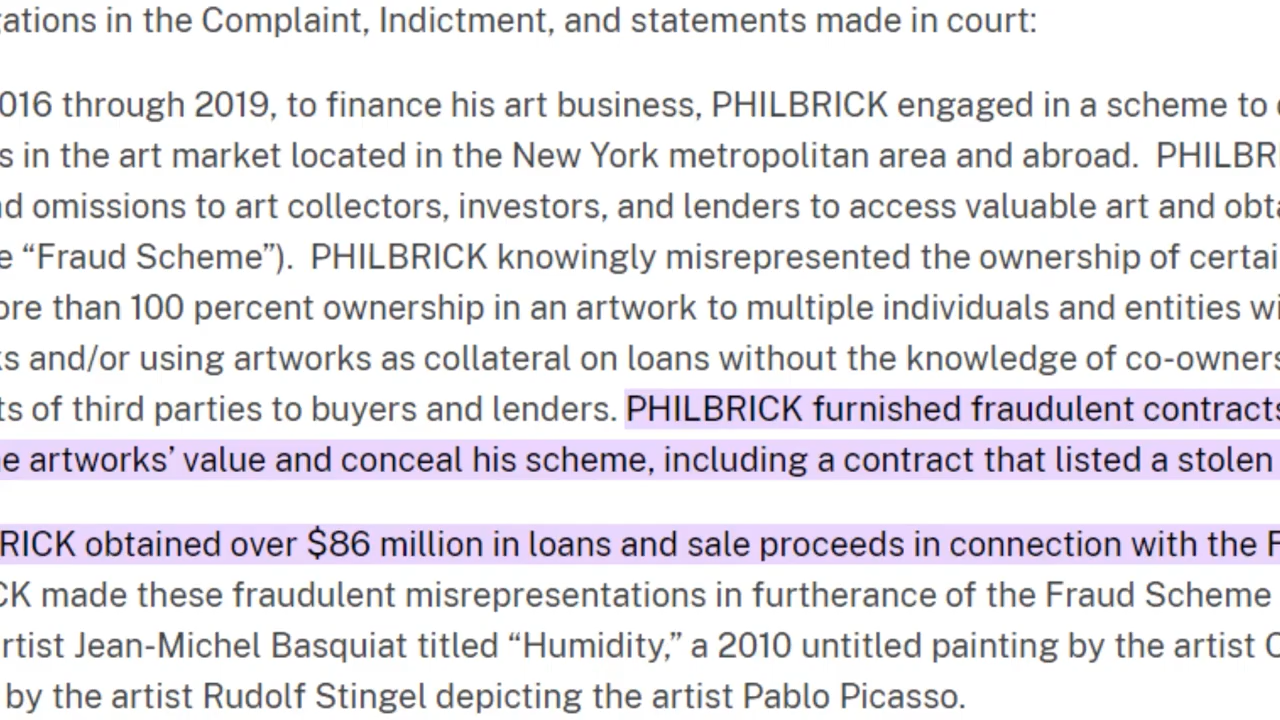 ations in the Complaint, Indictment, and statements made in court:
016 through 2019, to finance his art business, PHILBRICK engaged in a scheme to
s in the art market located in the New York metropolitan area and abroad. PHILBRI
d omissions to art collectors, investors, and lenders to access valuable art and obta
e “Fraud Scheme”). PHILBRICK knowingly misrepresented the ownership of certai
ore than 100 percent ownership in an artwork to multiple individuals and entities wi
s and/or using artworks as collateral on loans without the knowledge of co-owners
ts of third parties to buyers and lenders. PHILBRICK furnished fraudulent contracts
e artworks’ value and conceal his scheme, including a contract that listed a stolen
RICK obtained over $86 million in loans and sale proceeds in connection with the F
CK made these fraudulent misrepresentations in furtherance of the Fraud Scheme
rtist Jean-Michel Basquiat titled “Humidity,” a 2010 untitled painting by the artist C
by the artist Rudolf Stingel depicting the artist Pablo Picasso.